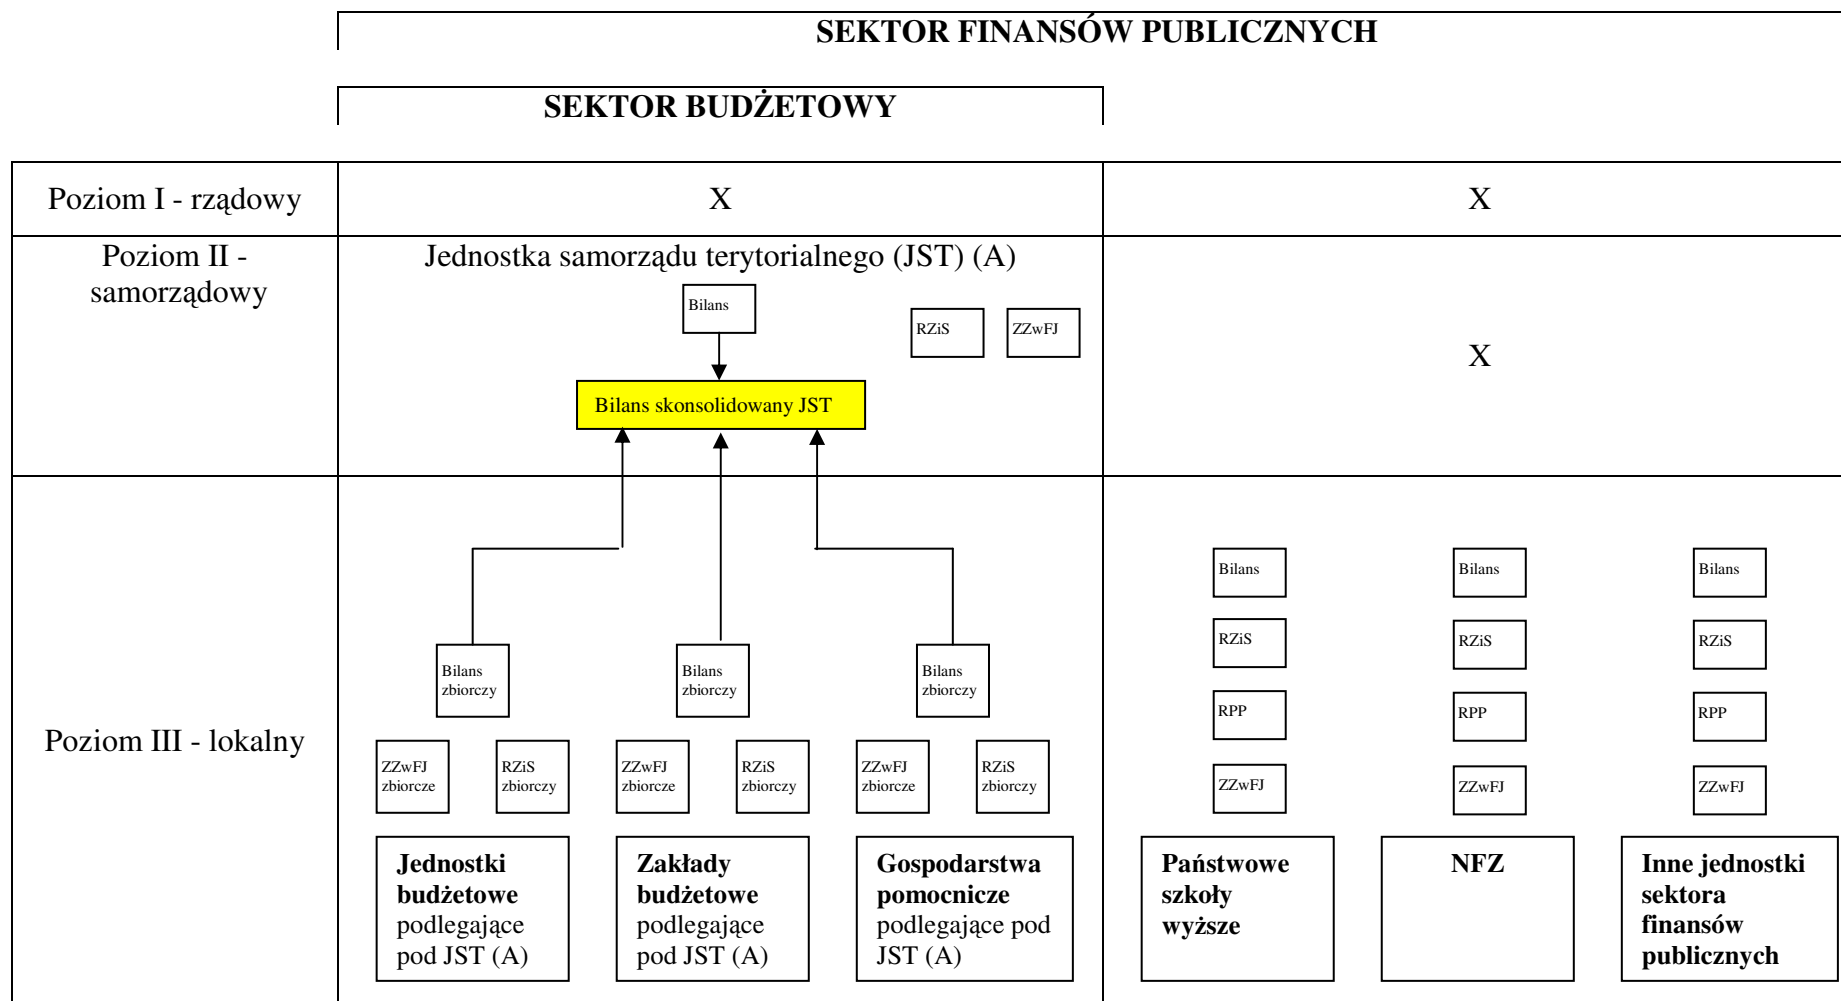 SEKTOR FINANSÓW PUBLICZNYCH
SEKTOR BUDŻETOWY
Poziom I - rządowy
X
X
Poziom II -
samorządowy
Jednostka samorządu terytorialnego (JST) (A)
Bilans
RZiS
ZZwFJ
Bilans skonsolidowany JST
X
Poziom III - lokalny
Bilans
zbiorczy
Bilans
zbiorczy
Bilans
zbiorczy
ZZwFJ
zbiorcze
RZiS
zbiorczy
ZZwFJ
zbiorcze
RZiS
zbiorczy
ZZwFJ
zbiorcze
RZiS
zbiorczy
Jednostki
budżetowe
podlegające
pod JST (A)
Zakłady
budżetowe
podlegające
pod JST (A)
Gospodarstwa
pomocnicze
podlegające pod
JST (A)
Bilans
RZiS
RPP
ZZwFJ
Państwowe
szkoły
wyższe
Bilans
RZiS
RPP
ZZwFJ
NFZ
Bilans
RZiS
RPP
ZZwFJ
Inne jednostki
sektora
finansów
publicznych